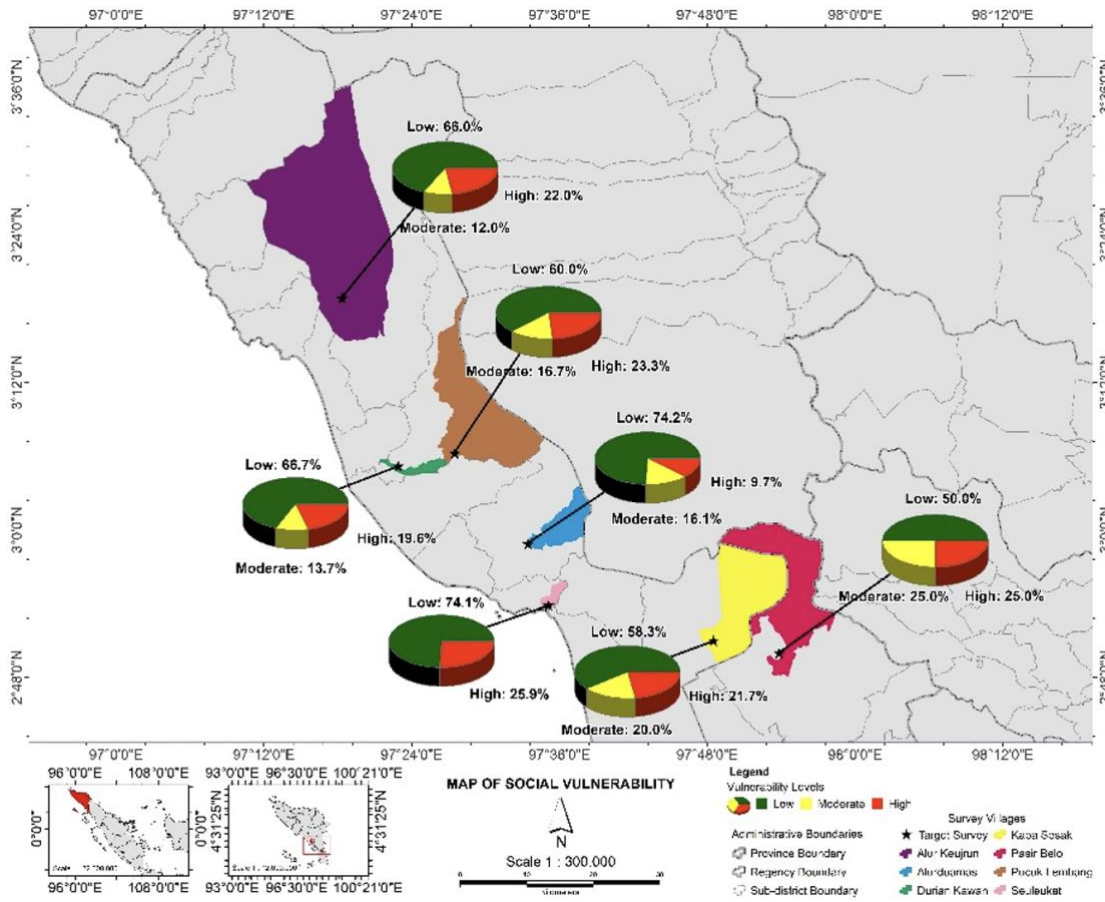 97°0'0"E 97°12'0"E 97°24'0"E 97°36'0"E 97°48'0"E 98°0'0"E 98°12'0"E
3°36'0"N
Low: 66.0%
High: 22.0%
Moderate: 12.0%
3°24'0"N
Low: 60.0%
Moderate: 16.7%
High: 23.3%
3°12'0"N
Low: 74.2%
High: 9.7%
Moderate: 16.1%
Low: 66.7%
High: 19.6%
Moderate: 13.7%
Low: 50.0%
Moderate: 25.0%
High: 25.0%
3°0'0"N
Low: 74.1%
High: 25.9%
Low: 58.3%
High: 21.7%
Moderate: 20.0%
2°48'0"N
97°0'0"E 97°12'0"E 97°24'0"E 97°36'0"E 97°48'0"E 98°0'0"E 98°12'0"E
96°0'0"E 108°0'0"E
0°0'0" 0°0'0"
Scale
96°0'0"E 108°0'0"E
93°0'0"E 96°30'0"E 100°21'0"E
4°31'25"N 4°31'25"N
93°0'0"E 96°30'0"E 100°21'0"E
MAP OF SOCIAL VULNERABILITY
N
Scale 1 : 300.000
0 10 20 30
Legend
Vulnerability Levels
Low Moderate High
Administrative Boundaries
Province Boundary
Regency Boundary
Sub-district Boundary
Survey Villages
Target Survey
Alur Keujrun
Alurduamas
Durian Kawan
Kapa Sesak
Pasir Belo
Pucuk Lembang
Seuleukat